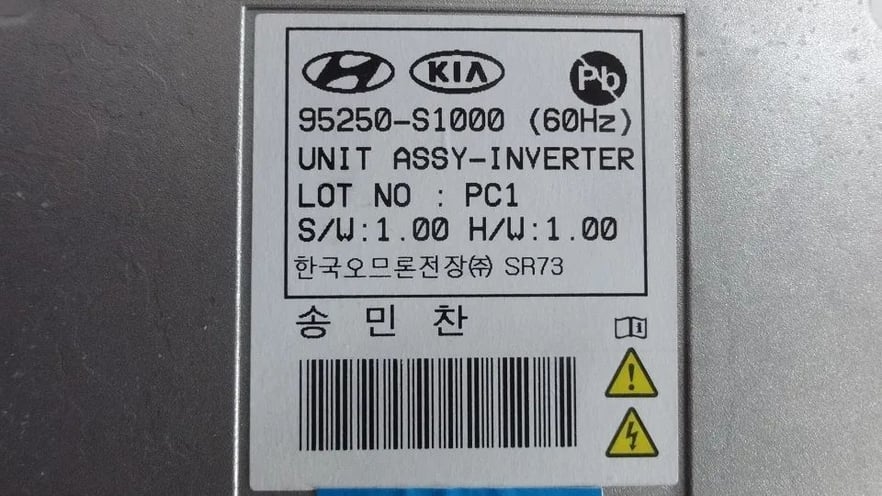 KIA Pb
95250-S1000 (60Hz)
UNIT ASSY-INVERTER
LOT NO : PC1
S/W:1.00 H/W:1.00
한국오므론전장㈜ SR73
송 민 찬